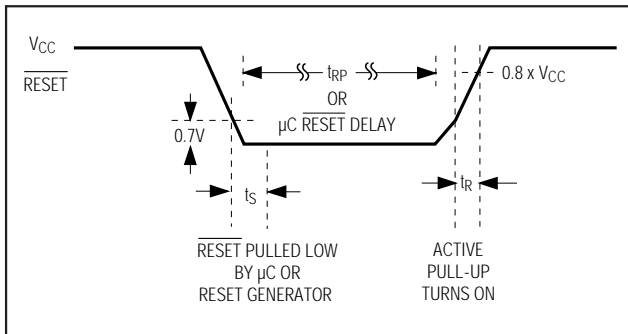 VCC
RESET
tRP
OR
µC RESET DELAY
0.8 x VCC
0.7V
tS
tR
RESET PULLED LOW
BY µC OR
RESET GENERATOR
ACTIVE
PULL-UP
TURNS ON